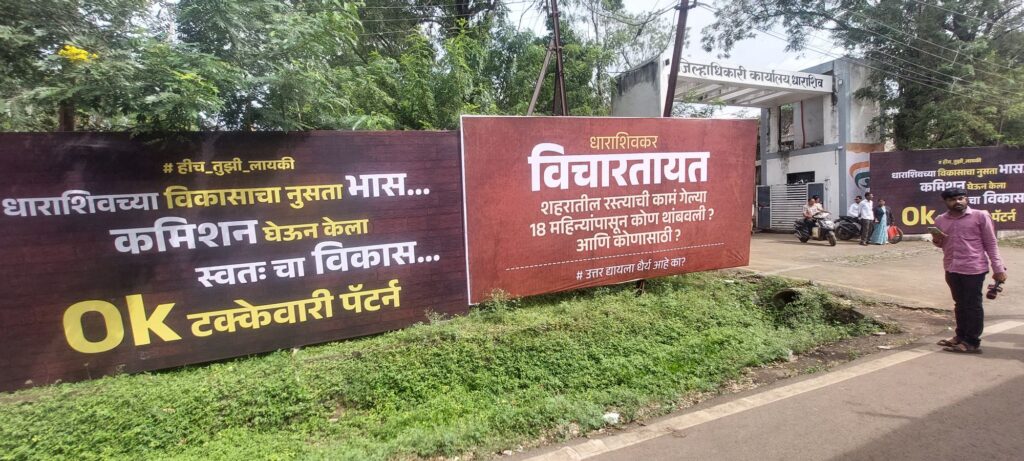 # हीच_तुझी_लायकी
धाराशिवच्या विकासाचा नुसता भास...
कमिशन घेऊन केला
स्वतः चा विकास...
Ok टक्केवारी पॅटर्न
धाराशिवकर
विचारतायत
शहरातील रस्त्याची कामं गेल्या
18 महिन्यांपासून कोण थांबवली ?
आणि कोणासाठी ?
# उत्तर द्यायला धैर्य आहे का?
जिल्हाधिकारी कार्यालय धाराशिव
# हीच_तुझी_लायकी
धाराशिवच्या विकासाचा नुसता भास
कमिशन घेऊन केला
चा विकास
Ok पॅटर्न